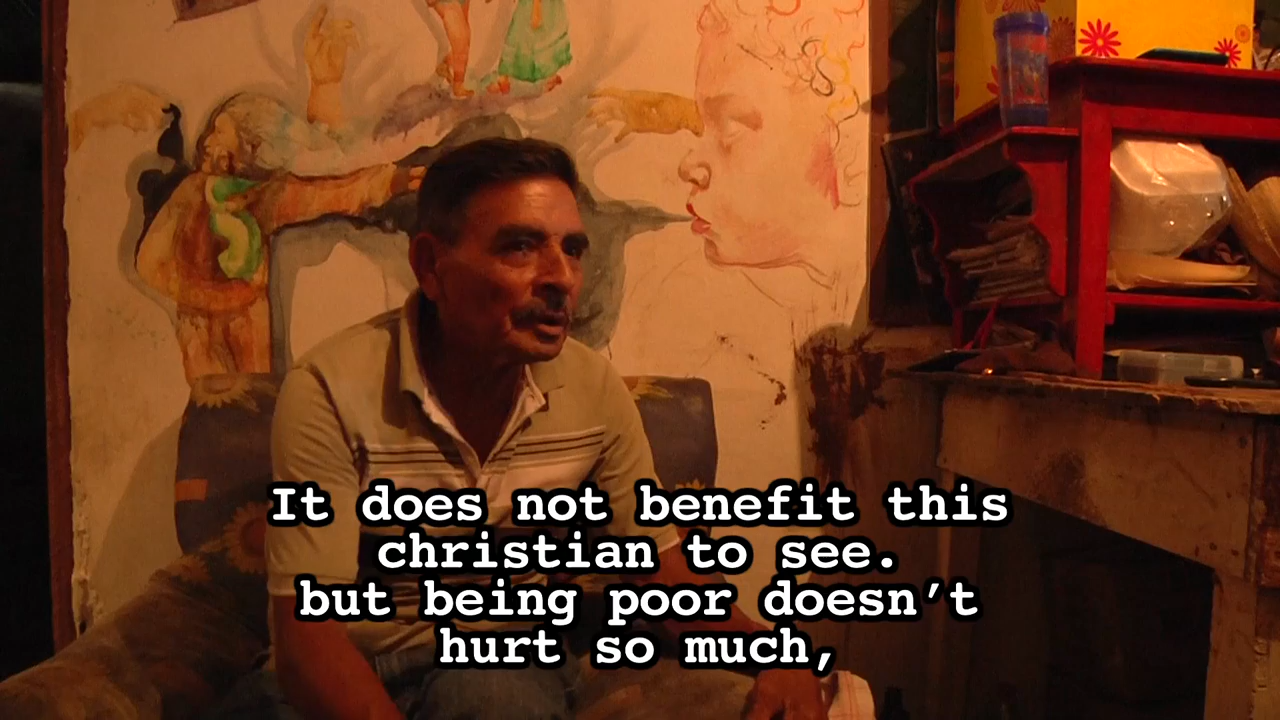 It does not benefit this
christian to see.
but being poor doesn't
hurt so much,